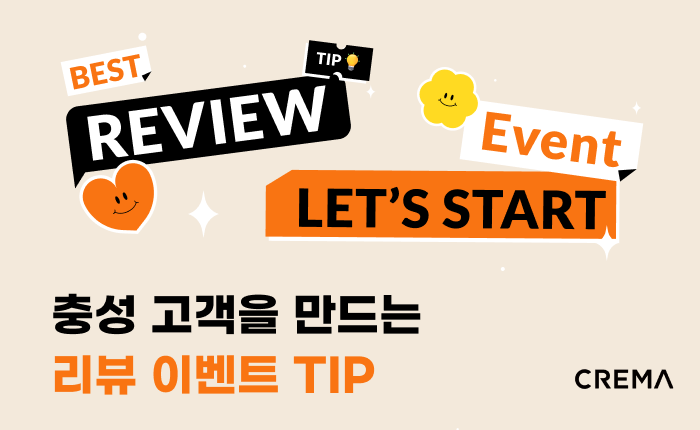 BEST
TIP
REVIEW
Event
LET'S START
충성 고객을 만드는
리뷰 이벤트 TIP
CREMA